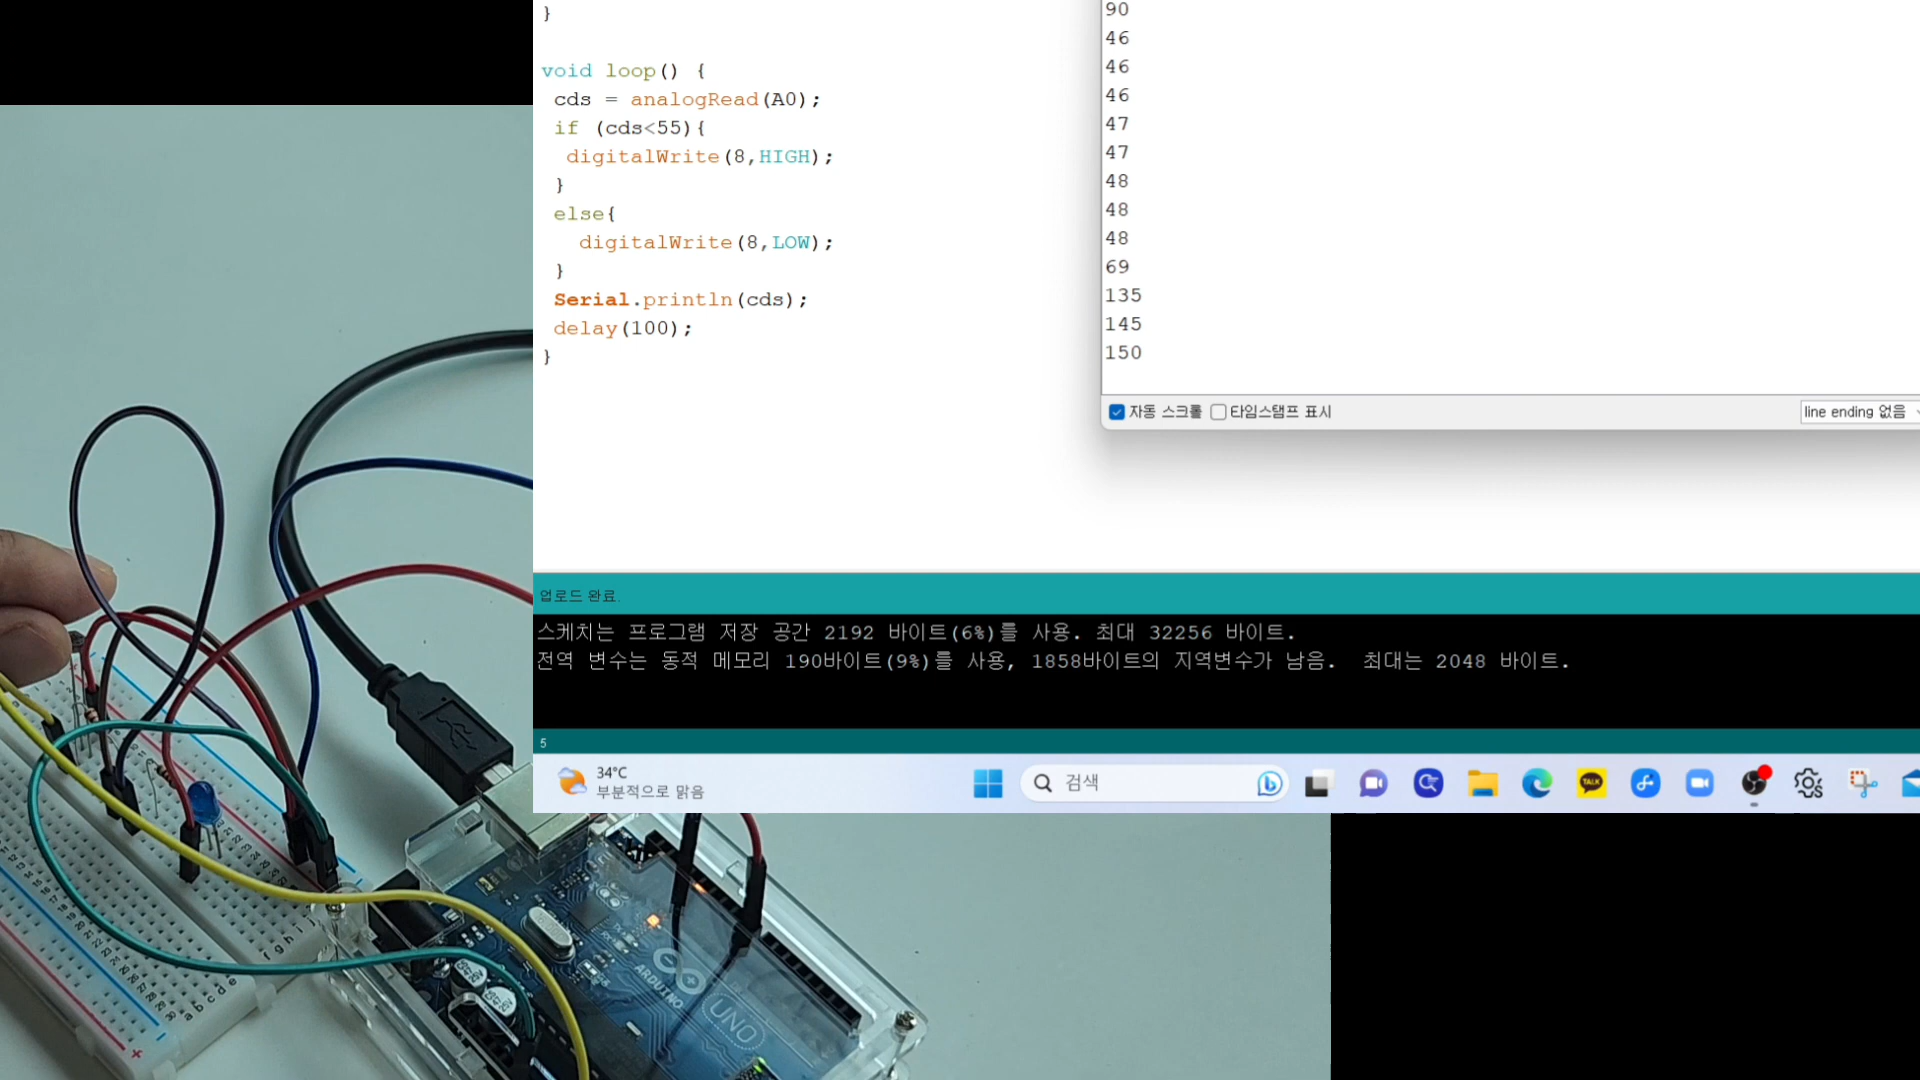 }
void loop() {
cds = analogRead(A0);
if (cds<55){
digitalWrite(8,HIGH);
}
else{
digitalWrite(8,LOW);
}
Serial.println(cds);
delay(100);
}
90
46
46
46
47
47
48
48
48
69
135
145
150
자동 스크롤 타임스탬프 표시
line ending 없음
업로드 완료.
스케치는 프로그램 저장 공간 2192 바이트(6%)를 사용. 최대 32256 바이트.
전역 변수는 동적 메모리 190바이트(9%)를 사용, 1858바이트의 지역변수가 남음.  최대는 2048 바이트.
5
34°C
부분적으로 맑음
검색
TALK
ARDUINO
UNO